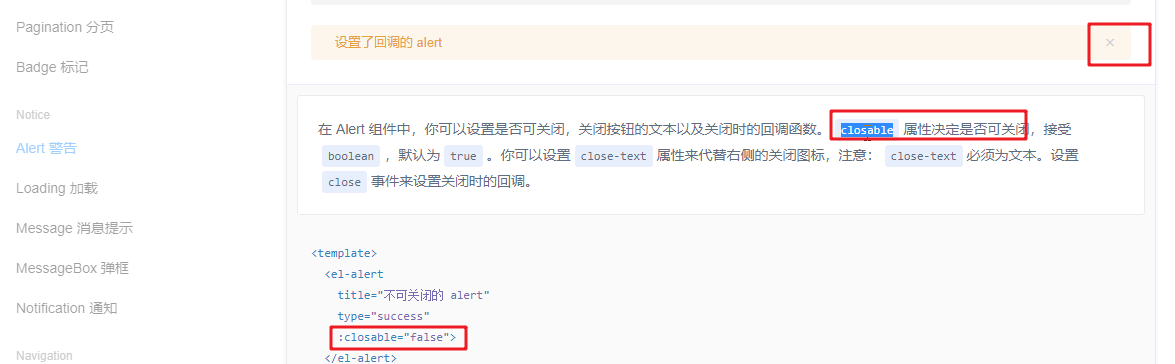 Pagination 分页
Badge 标记
Notice
Alert 警告
Loading 加载
Message 消息提示
MessageBox 弹框
Notification 通知
Navigation
设置了回调的 alert
在 Alert 组件中，你可以设置是否可关闭，关闭按钮的文本以及关闭时的回调函数。 closable 属性决定是否可关闭，接受
boolean ，默认为 true 。你可以设置 close-text 属性来代替右侧的关闭图标，注意： close-text 必须为文本。设置
close 事件来设置关闭时的回调。
<template>
<el-alert
title="不可关闭的 alert"
type="success"
:closable="false">
</el-alert>